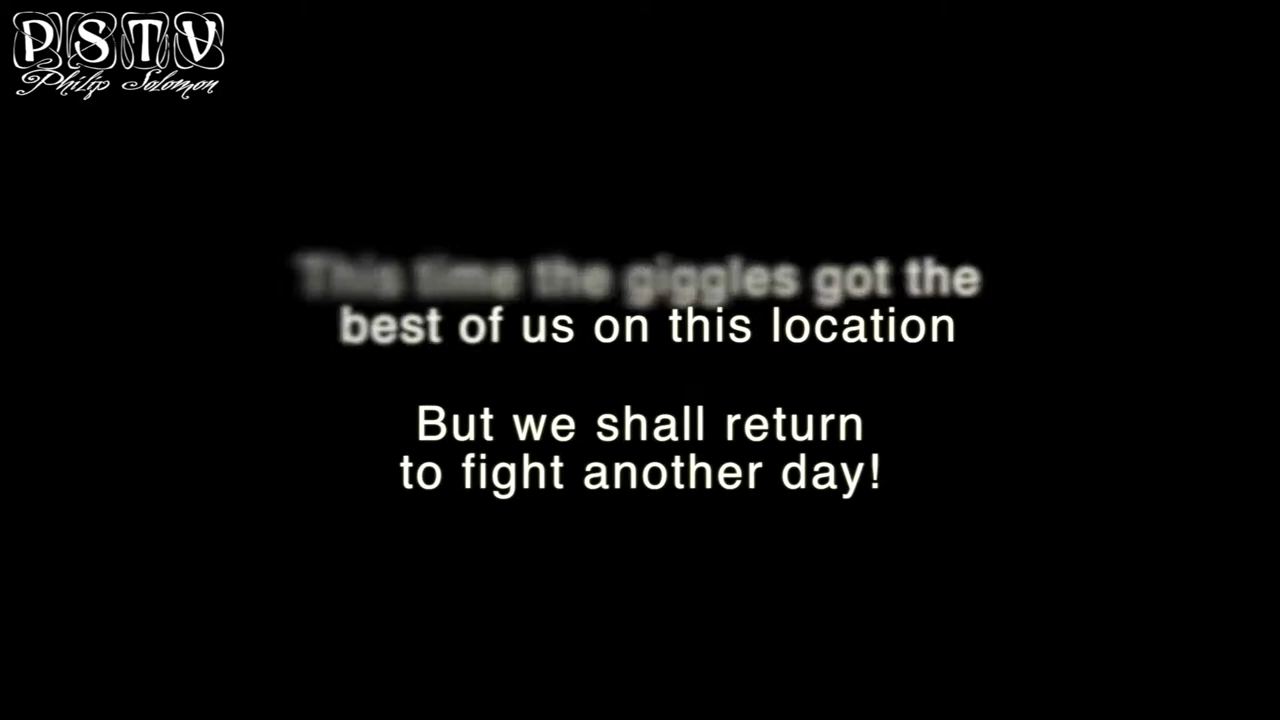 PSTV
Philip Solomon
This time the giggles got the
best of us on this location
But we shall return
to fight another day!